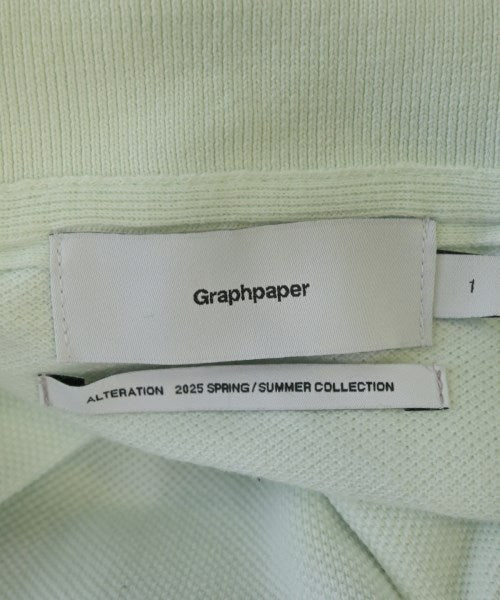 Graphpaper
1
ALTERATION 2025 SPRING/SUMMER COLLECTION